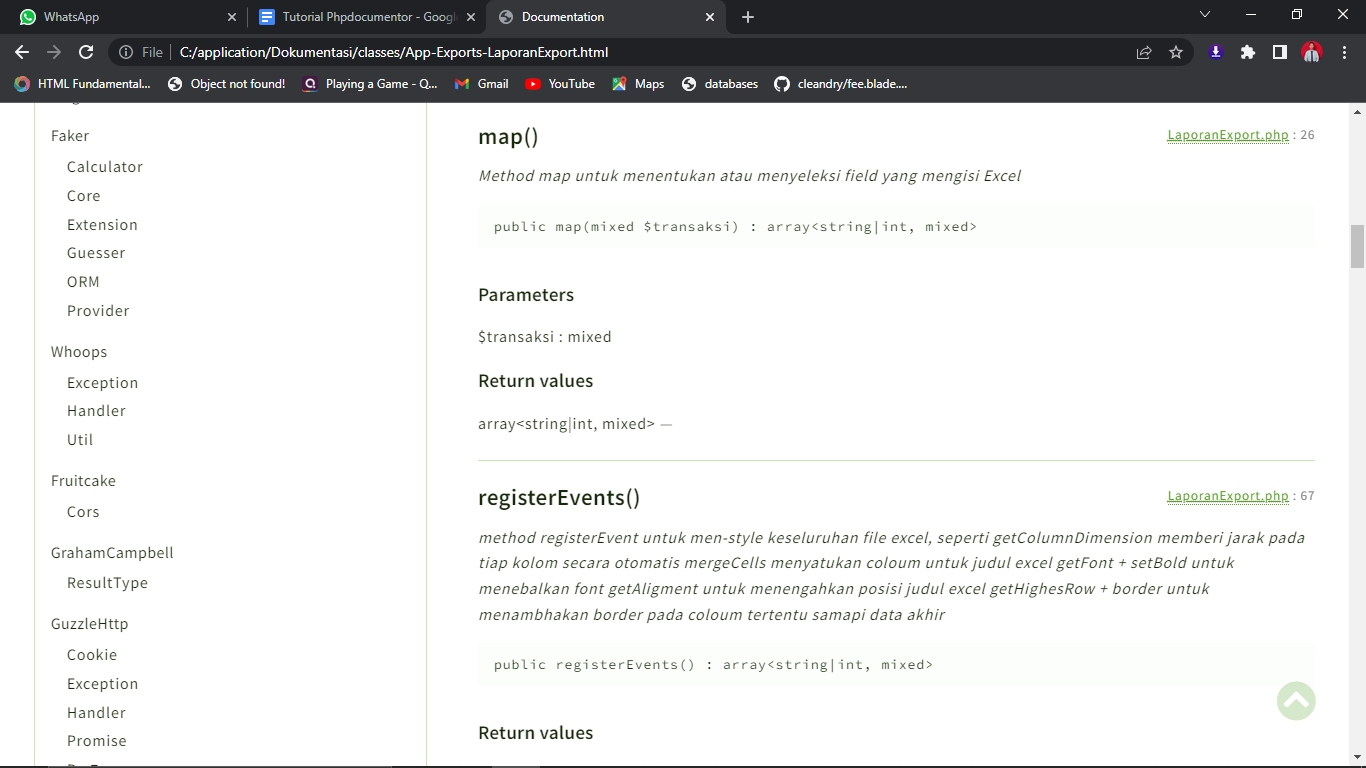 WhatsApp
Tutorial Phpdocumentor - Google
Documentation
File
C:/application/Dokumentasi/classes/App-Exports-LaporanExport.html
HTML Fundamental...
Object not found!
Playing a Game - Q...
Gmail
YouTube
Maps
databases
cleandry/fee.blade....
Faker
Calculator
Core
Extension
Guesser
ORM
Provider
Whoops
Exception
Handler
Util
Fruitcake
Cors
GrahamCampbell
ResultType
GuzzleHttp
Cookie
Exception
Handler
Promise
map()
LaporanExport.php : 26
Method map untuk menentukan atau menyeleksi field yang mengisi Excel
public map(mixed $transaksi) : array<string|int, mixed>
Parameters
$transaksi : mixed
Return values
array<string|int, mixed> —
registerEvents()
LaporanExport.php : 67
method registerEvent untuk men-style keseluruhan file excel, seperti getColumnDimension memberi jarak pada
tiap kolom secara otomatis mergeCells menyatukan coloum untuk judul excel getFont + setBold untuk
menebalkan font getAligment untuk menengahkan posisi judul excel getHighesRow + border untuk
menambhakan border pada coloum tertentu samapi data akhir
public registerEvents() : array<string|int, mixed>
Return values